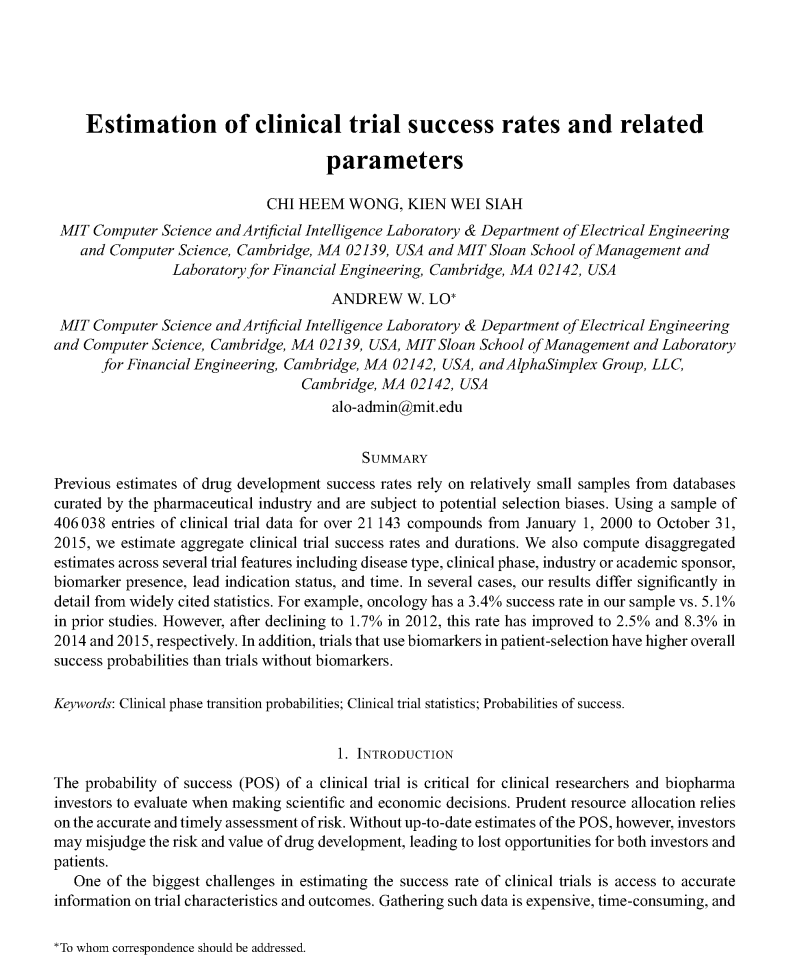 Estimation of clinical trial success rates and related
parameters
CHI HEEM WONG, KIEN WEI SIAH
MIT Computer Science and Artificial Intelligence Laboratory & Department of Electrical Engineering
and Computer Science, Cambridge, MA 02139, USA and MIT Sloan School of Management and
Laboratory for Financial Engineering, Cambridge, MA 02142, USA
ANDREW W. LO*
MIT Computer Science and Artificial Intelligence Laboratory & Department of Electrical Engineering
and Computer Science, Cambridge, MA 02139, USA, MIT Sloan School of Management and Laboratory
for Financial Engineering, Cambridge, MA 02142, USA, and AlphaSimplex Group, LLC,
Cambridge, MA 02142, USA
alo-admin@mit.edu
SUMMARY
Previous estimates of drug development success rates rely on relatively small samples from databases
curated by the pharmaceutical industry and are subject to potential selection biases. Using a sample of
406 038 entries of clinical trial data for over 21 143 compounds from January 1, 2000 to October 31,
2015, we estimate aggregate clinical trial success rates and durations. We also compute disaggregated
estimates across several trial features including disease type, clinical phase, industry or academic sponsor,
biomarker presence, lead indication status, and time. In several cases, our results differ significantly in
detail from widely cited statistics. For example, oncology has a 3.4% success rate in our sample vs. 5.1%
in prior studies. However, after declining to 1.7% in 2012, this rate has improved to 2.5% and 8.3% in
2014 and 2015, respectively. In addition, trials that use biomarkers in patient-selection have higher overall
success probabilities than trials without biomarkers.
Keywords: Clinical phase transition probabilities; Clinical trial statistics; Probabilities of success.
1. INTRODUCTION
The probability of success (POS) of a clinical trial is critical for clinical researchers and biopharma
investors to evaluate when making scientific and economic decisions. Prudent resource allocation relies
on the accurate and timely assessment of risk. Without up-to-date estimates of the POS, however, investors
may misjudge the risk and value of drug development, leading to lost opportunities for both investors and
patients.
One of the biggest challenges in estimating the success rate of clinical trials is access to accurate
information on trial characteristics and outcomes. Gathering such data is expensive, time-consuming, and
*To whom correspondence should be addressed.